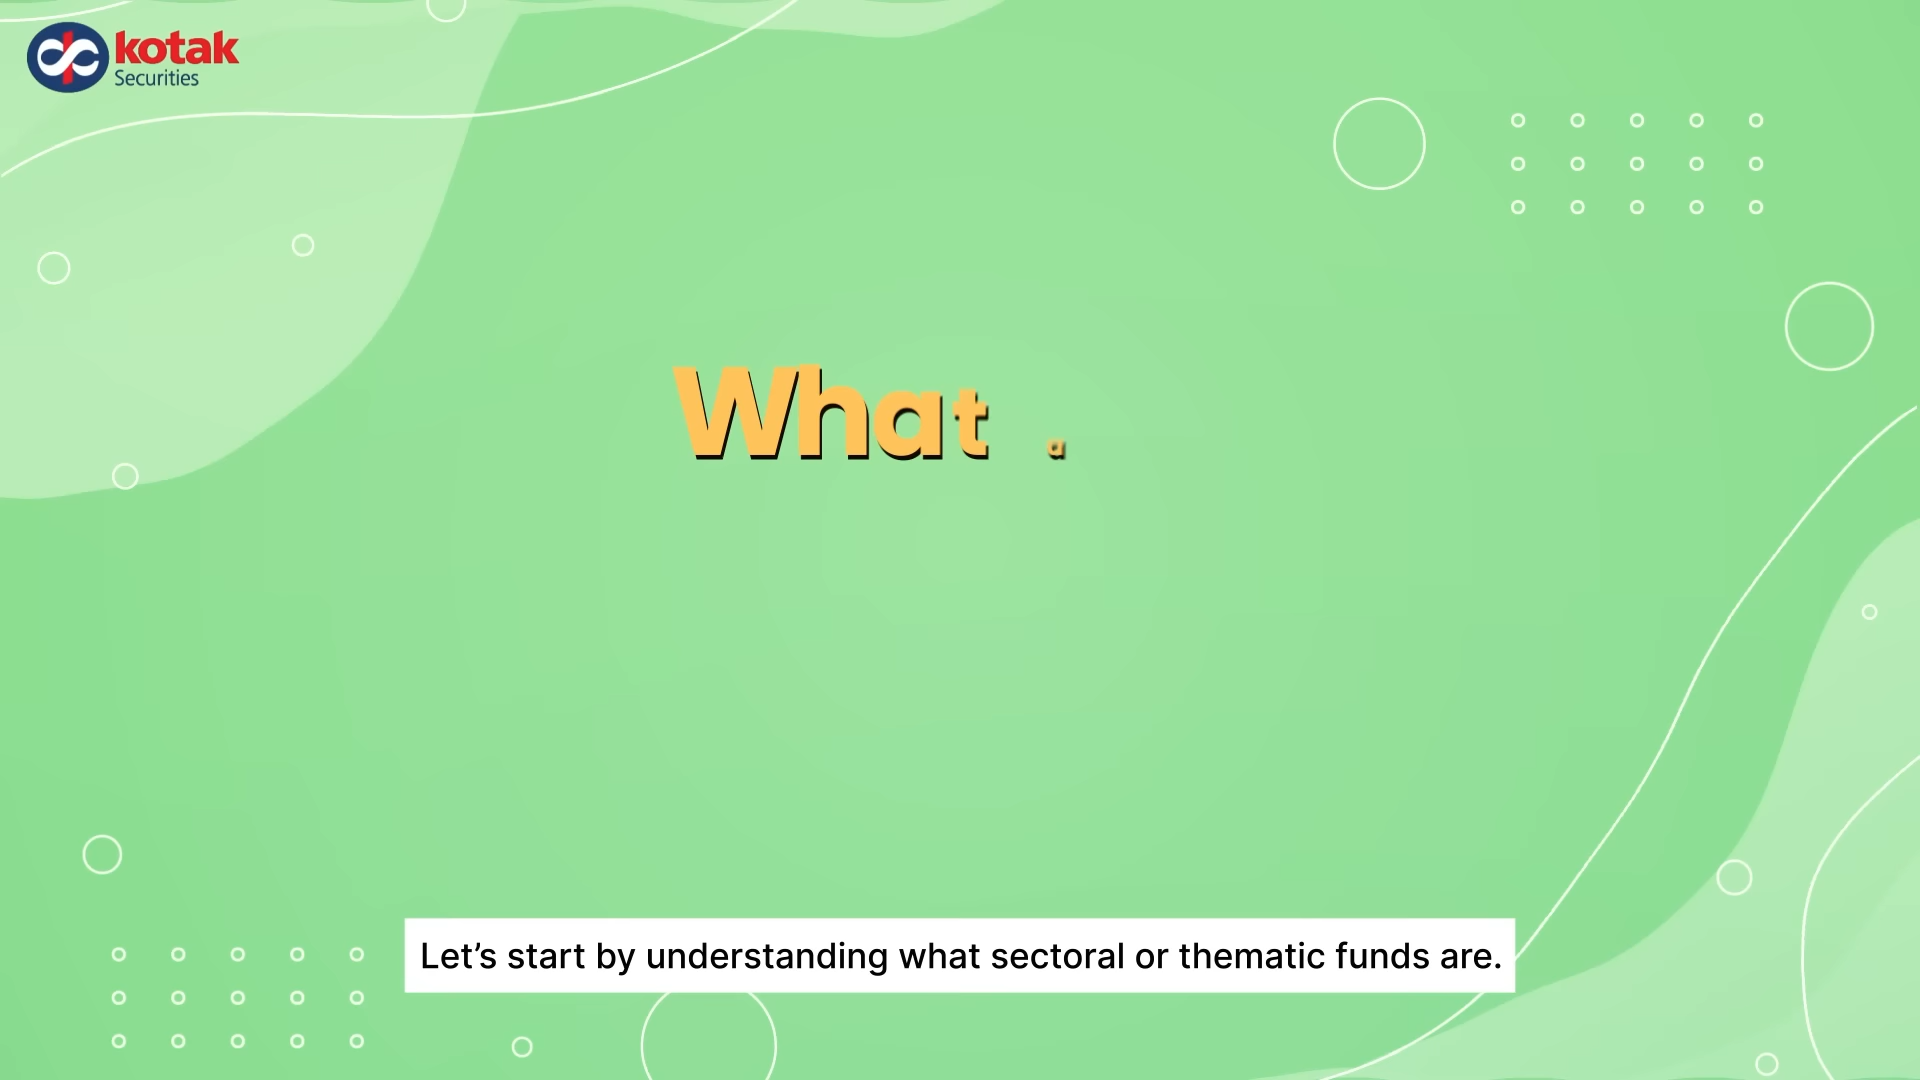 kotak
Securities
What a
Let’s start by understanding what sectoral or thematic funds are.